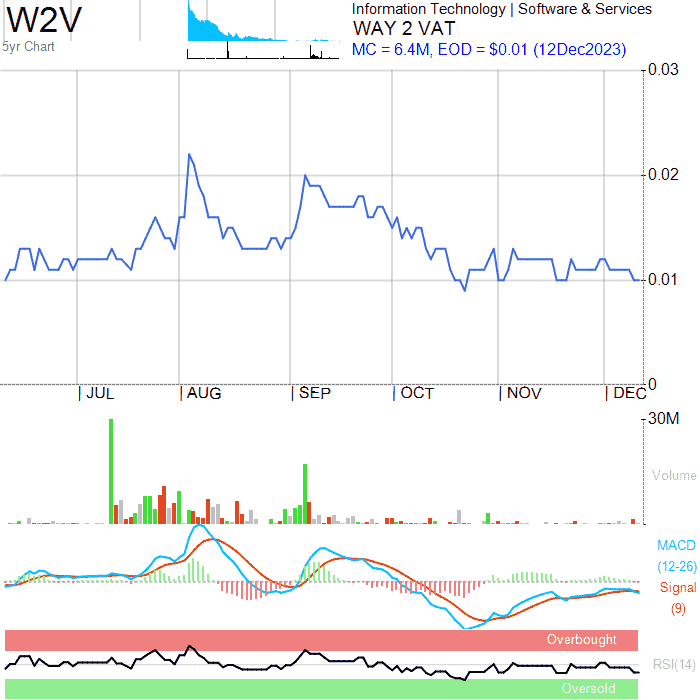 W2V
5yr Chart
Information Technology | Software & Services
WAY 2 VAT
MC = 6.4M, EOD = $0.01 (12Dec2023)
0.03
0.02
0.01
0
| JUL | AUG | SEP | OCT | NOV | DEC
30M
Volume
MACD
(12-26)
Signal
(9)
Overbought
RSI(14)
Oversold